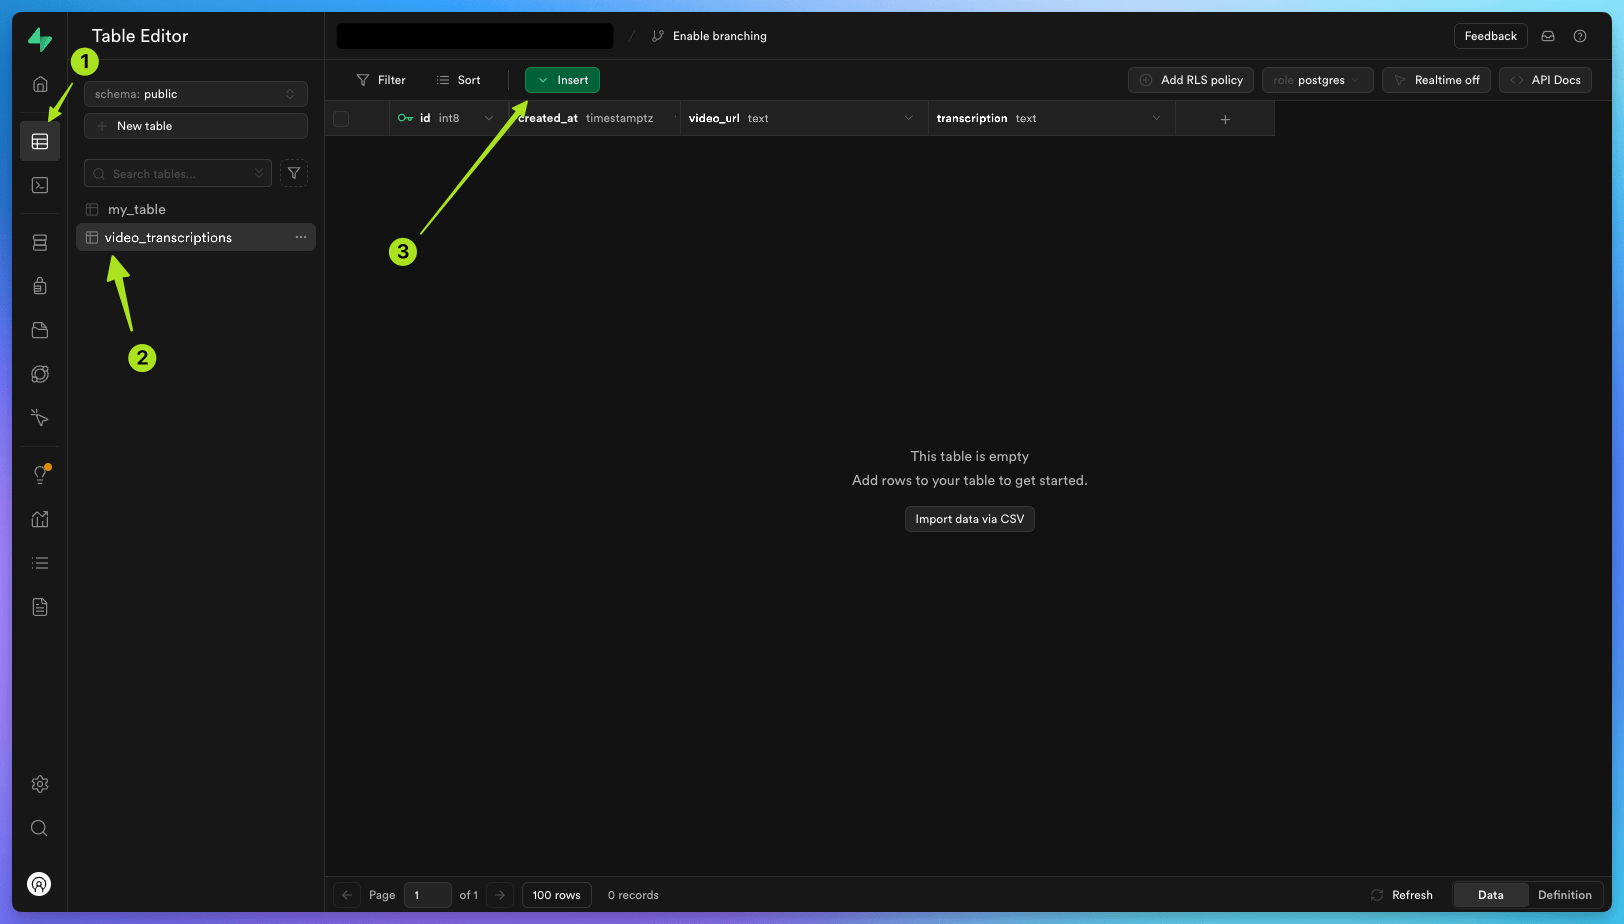 Table Editor
Enable branching
Feedback
1
schema: public
New table
Search tables...
my_table
video_transcriptions
2
Filter
Sort
Insert
Add RLS policy
role postgres
Realtime off
API Docs
id int8
created_at timestamptz
video_url text
transcription text
3
This table is empty
Add rows to your table to get started.
Import data via CSV
Page 1 of 1
100 rows
0 records
Refresh
Data
Definition